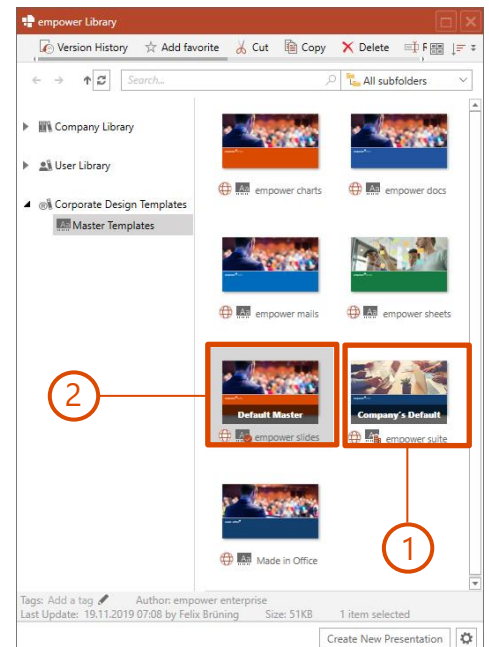 empower Library
Version History Add favorite Cut Copy Delete F
Search... All subfolders
Company Library
User Library
Corporate Design Templates
Master Templates
empower charts empower docs
empower mails empower sheets
2
Default Master Company's Default
empower slides empower suite
1
Made in Office
Tags: Add a tag Author: empower enterprise
Last Update: 19.11.2019 07:08 by Felix Brüning Size: 51KB 1 item selected
Create New Presentation